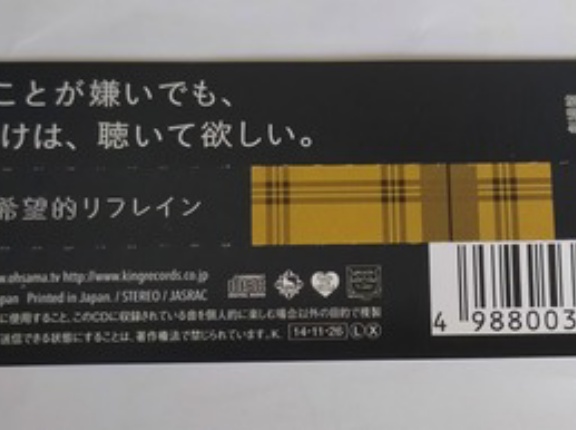 ことが嫌いでも、
けは、聴いて欲しい。
希望的リフレイン
w.ohsama.tv http://www.kingrecords.co.jp
pan Printed in Japan. / STEREO / JASRAC
に使用すること、このCDに収録されている曲を個人的に楽しむ場合以外の目的で複製
送信できる状態にすることは、著作権法で禁じられています。K. 14・11・26 L X
4 988003